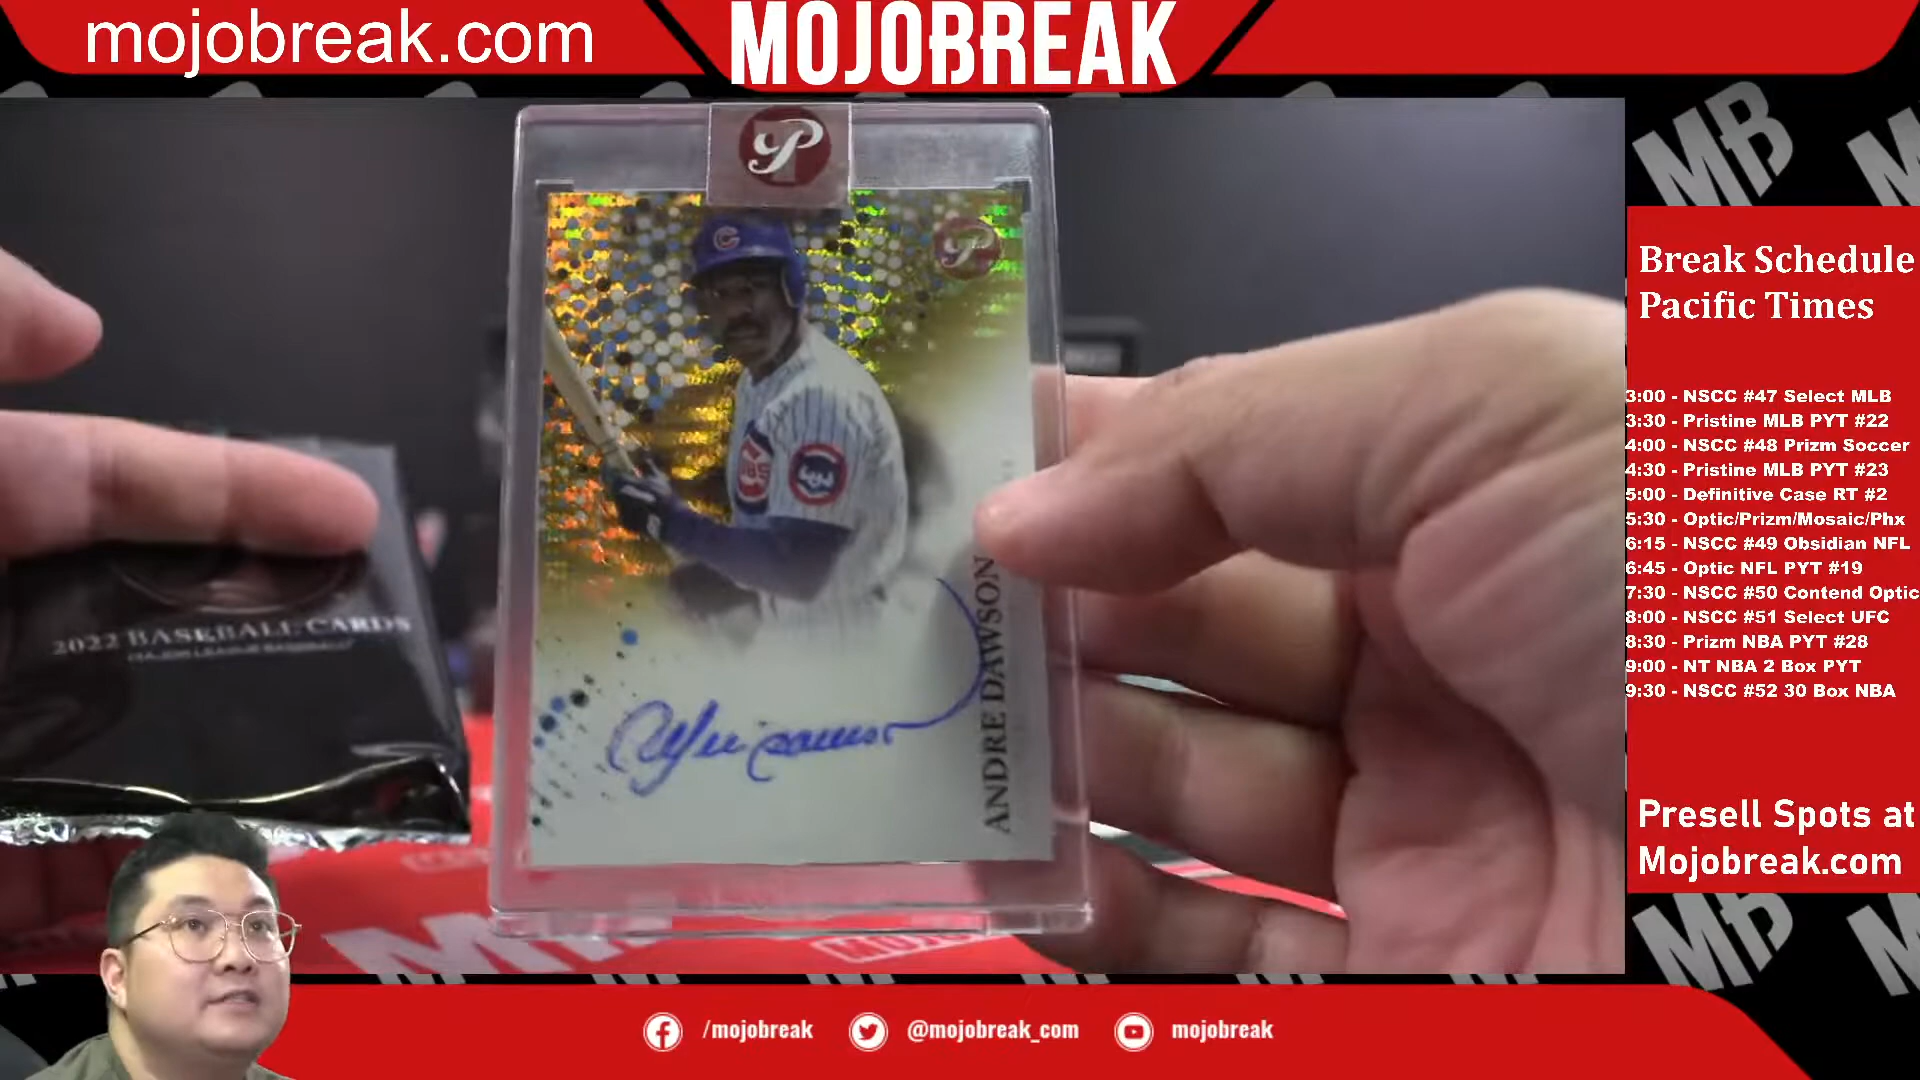 mojobreak.com
MOJOBREAK
P
P
C
ANDRE DAWSON
2022 BASEBALL CARDS
MAJOR LEAGUE BASEBALL
MB
Break Schedule
Pacific Times
3:00 - NSCC #47 Select MLB
3:30 - Pristine MLB PYT #22
4:00 - NSCC #48 Prizm Soccer
4:30 - Pristine MLB PYT #23
5:00 - Definitive Case RT #2
5:30 - Optic/Prizm/Mosaic/Phx
6:15 - NSCC #49 Obsidian NFL
6:45 - Optic NFL PYT #19
7:30 - NSCC #50 Contend Optic
8:00 - NSCC #51 Select UFC
8:30 - Prizm NBA PYT #28
9:00 - NT NBA 2 Box PYT
9:30 - NSCC #52 30 Box NBA
Presell Spots at
Mojobreak.com
MB
/mojobreak
@mojobreak_com
mojobreak